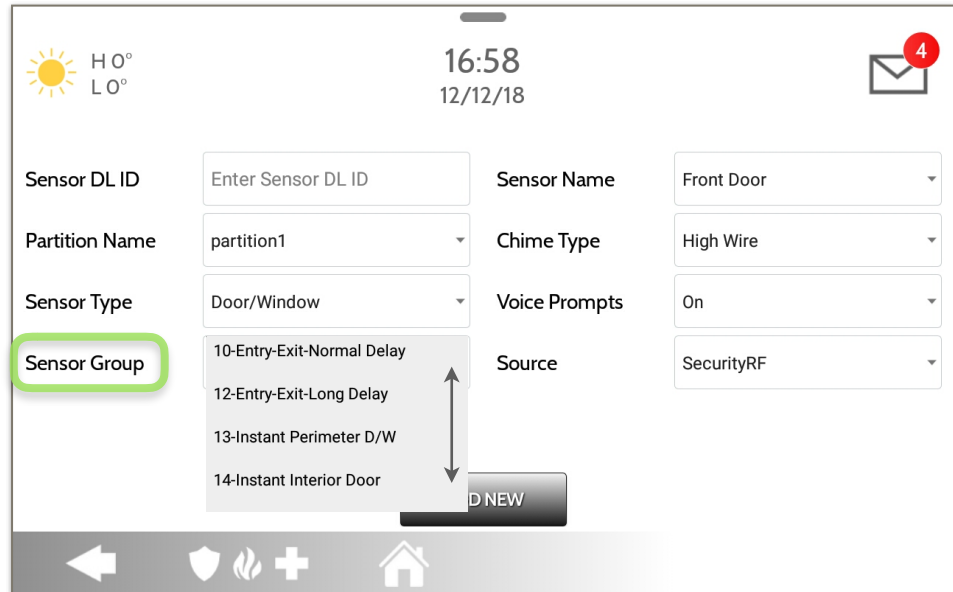 H 0°
L 0°
16:58
12/12/18
4
Sensor DL ID
Enter Sensor DL ID
Sensor Name
Front Door
Partition Name
partition1
Chime Type
High Wire
Sensor Type
Door/Window
Voice Prompts
On
Sensor Group
10-Entry-Exit-Normal Delay
12-Entry-Exit-Long Delay
13-Instant Perimeter D/W
14-Instant Interior Door
Source
SecurityRF
D NEW